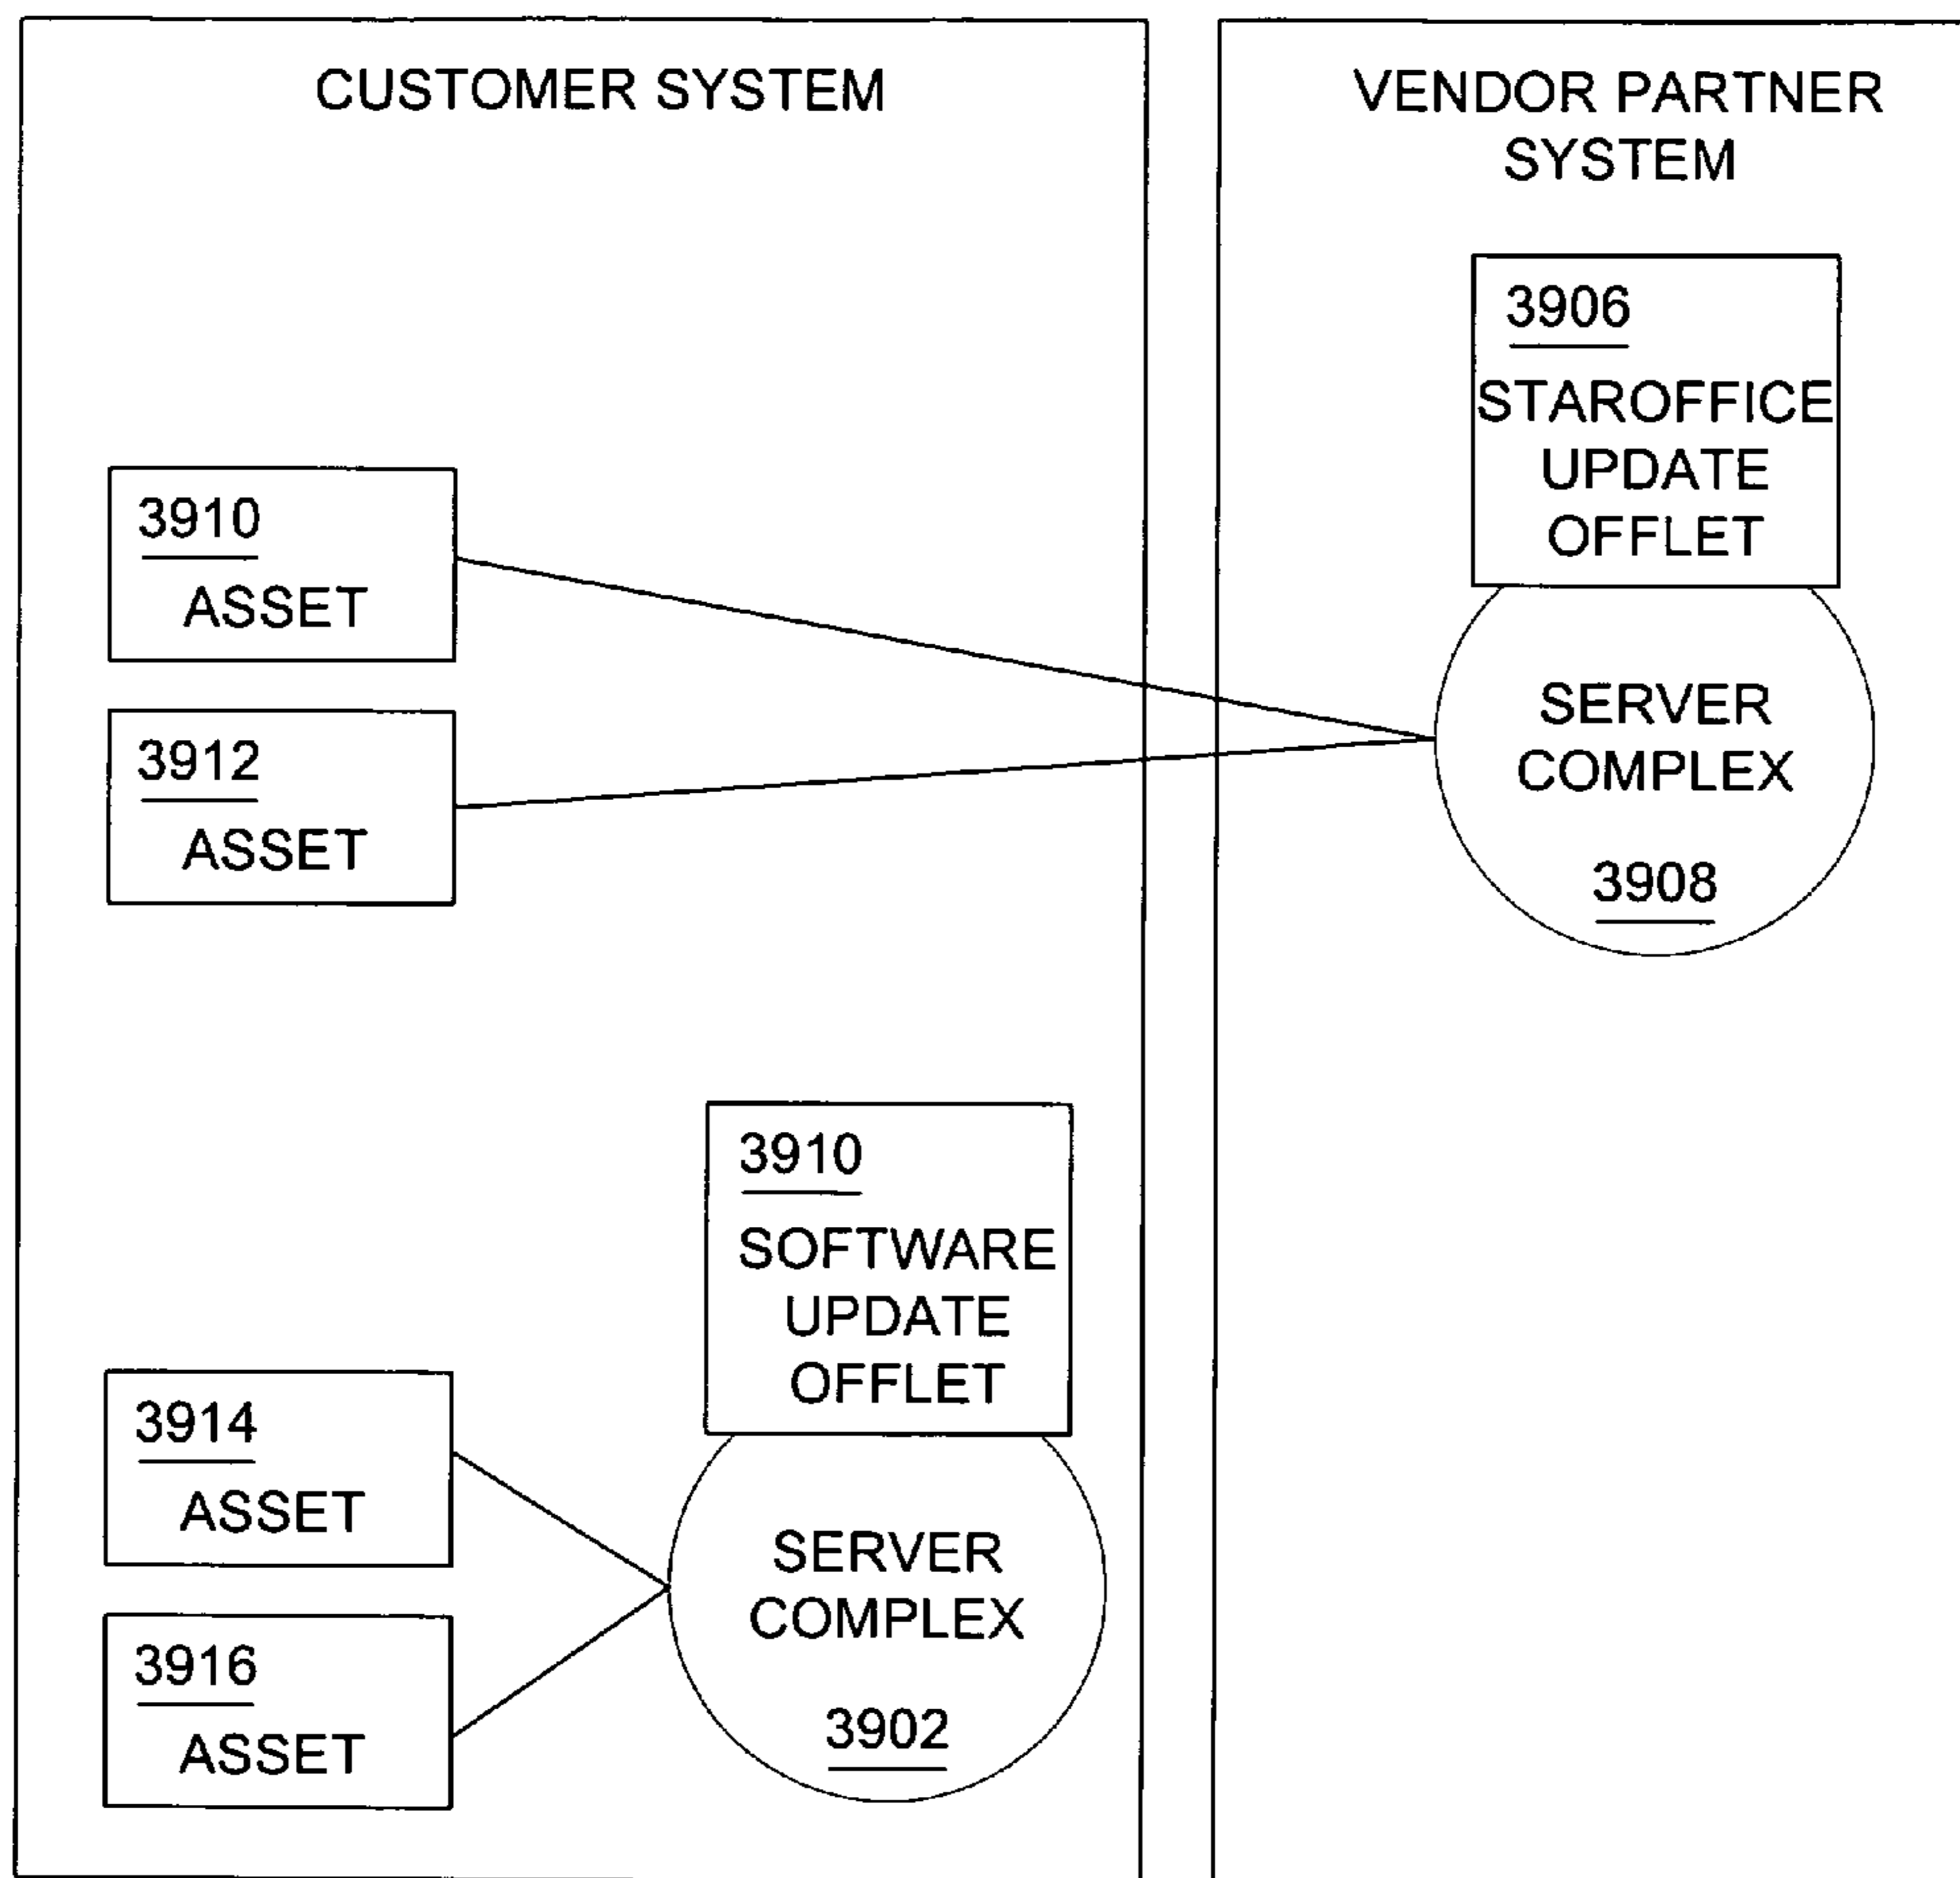 CUSTOMER SYSTEM
VENDOR PARTNER
SYSTEM
3906
STAROFFICE
UPDATE
OFFLET
3910
ASSET
3912
ASSET
SERVER
COMPLEX
3908
3910
SOFTWARE
UPDATE
OFFLET
3914
ASSET
3916
ASSET
SERVER
COMPLEX
3902